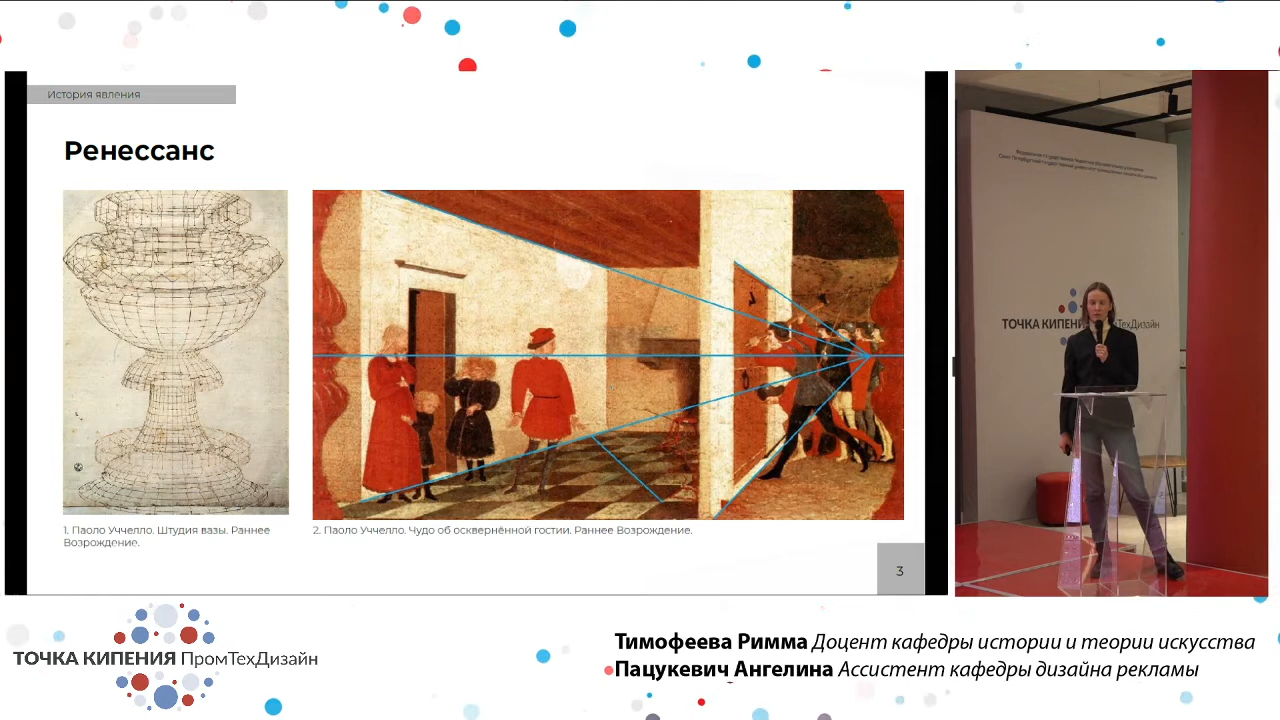 История явления
Ренессанс
1. Паоло Уччелло. Штудия вазы. Раннее
Возрождение.
2. Паоло Уччелло. Чудо об осквернённой гостии. Раннее Возрождение.
3
ТОЧКА КИПЕНИЯ ПромТехДизайн
Тимофеева Римма Доцент кафедры истории и теории искусства
Пацукевич Ангелина Ассистент кафедры дизайна рекламы